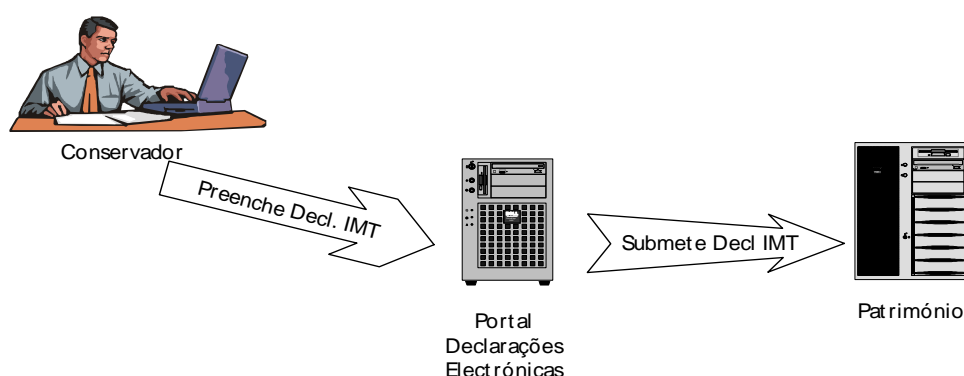 Conservador
Preenche Decl. IMT
Submete Decl IMT
Portal
Declarações
Electrónicas
Património